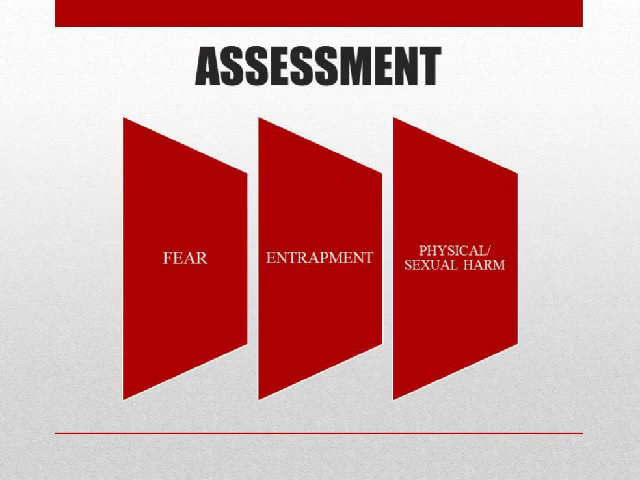 ASSESSMENT
FEAR
ENTRAPMENT
PHYSICAL/
SEXUAL HARM